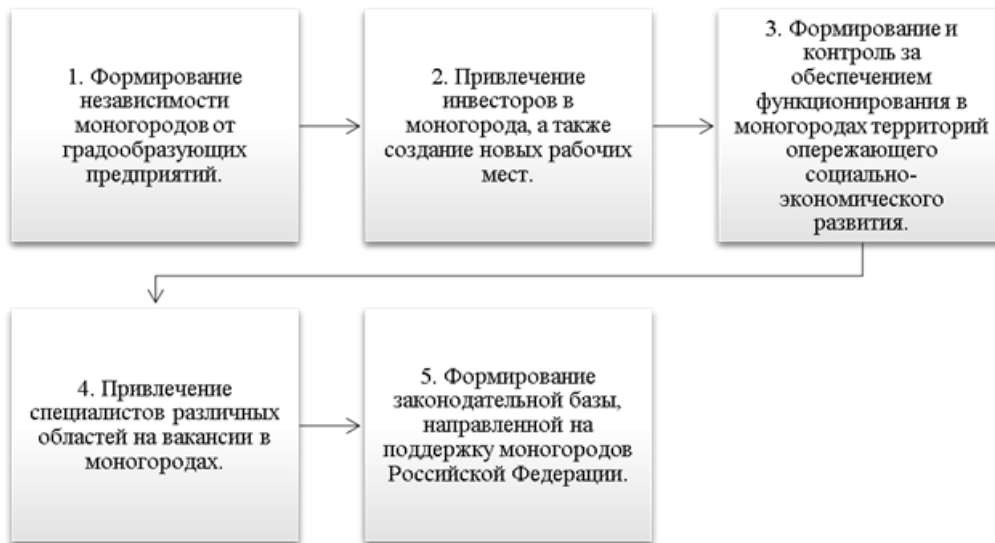 1. Формирование
независимости
моногородов от
градообразующих
предприятий.
2. Привлечение
инвесторов в
моногорода, а также
создание новых рабочих
мест.
3. Формирование и
контроль за
обеспечением
функционирования в
моногородах территорий
опережающего
социально-
экономического
развития.
4. Привлечение
специалистов различных
областей на вакансии в
моногородах.
5. Формирование
законодательной базы,
направленной на
поддержку моногородов
Российской Федерации.